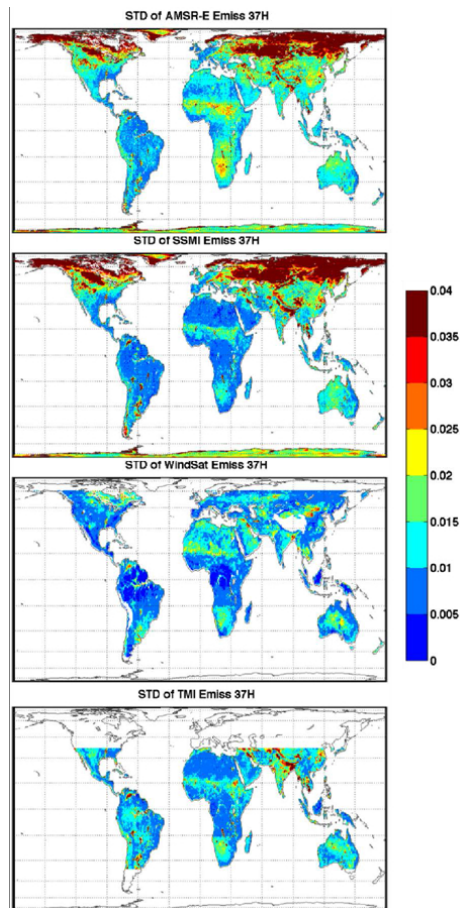 STD of AMSR-E Emiss 37H
STD of SSMI Emiss 37H
0.04
0.035
0.03
0.025
0.02
0.015
0.01
0.005
0
STD of WindSat Emiss 37H
STD of TMI Emiss 37H